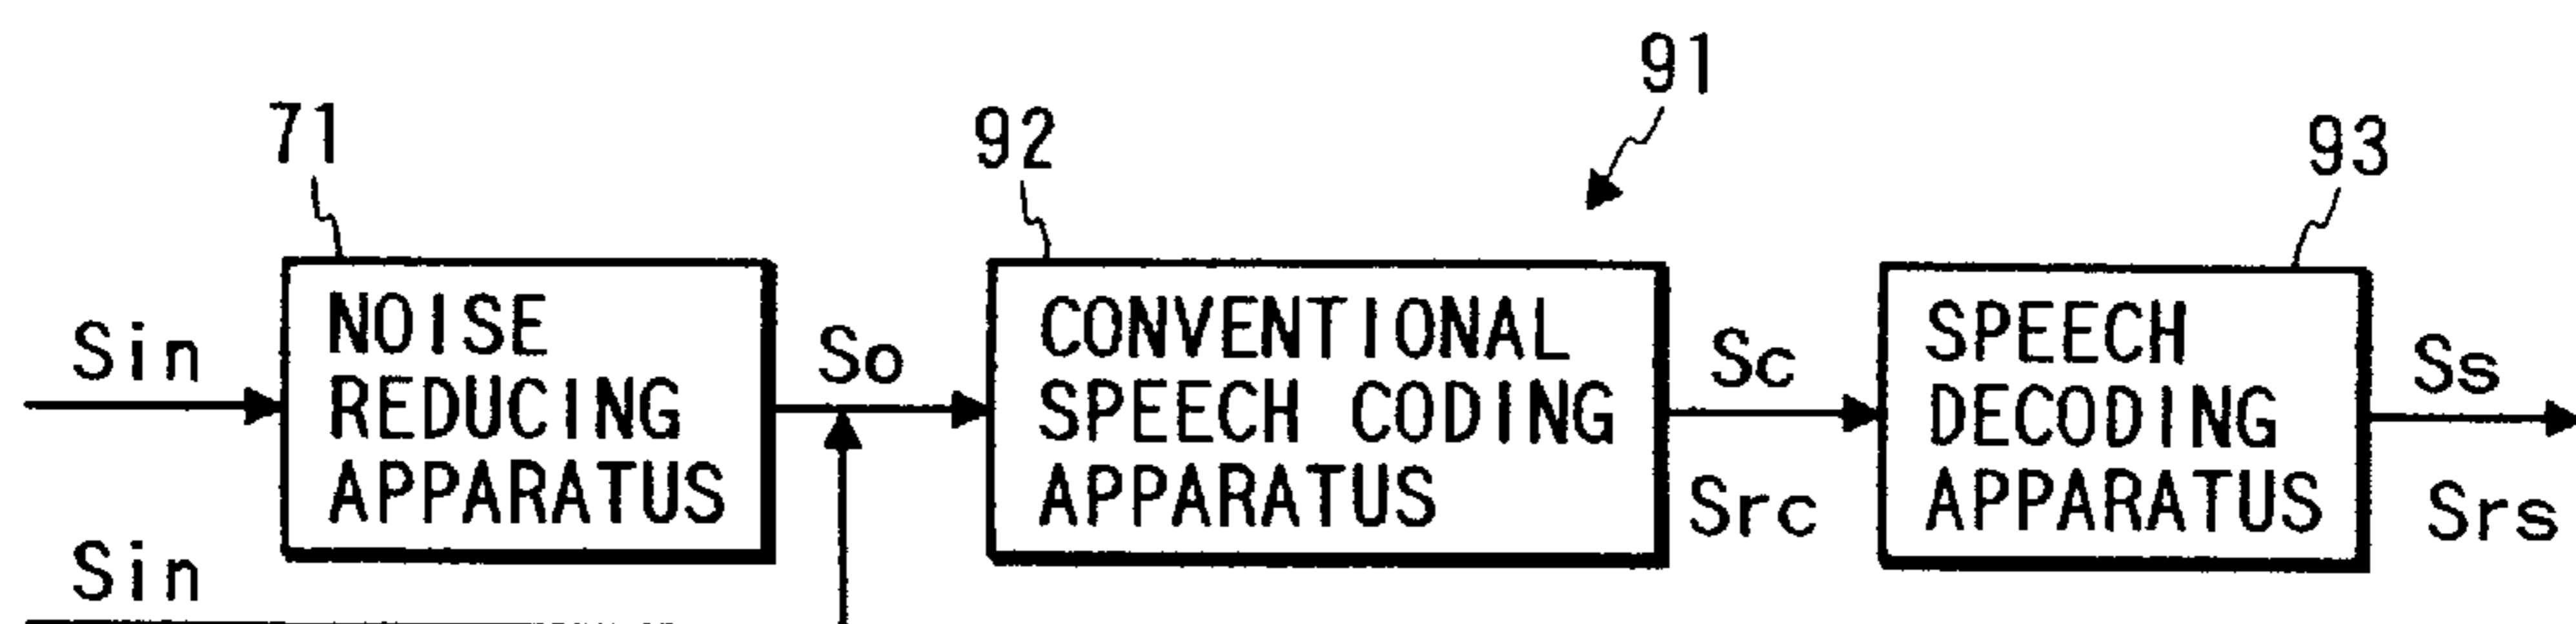 91
71
92
93
Sin
NOISE
REDUCING
APPARATUS
So
CONVENTIONAL
SPEECH CODING
APPARATUS
Sc
Src
SPEECH
DECODING
APPARATUS
Ss
Srs
Sin